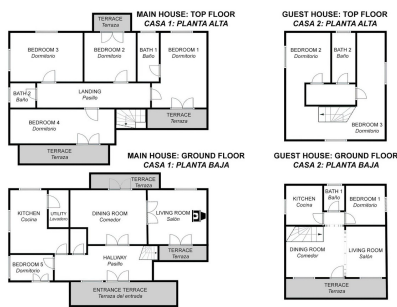 MAIN HOUSE: TOP FLOOR
CASA 1: PLANTA ALTA
TERRACE
Terraza
BEDROOM 3
Dormitorio
BEDROOM 2
Dormitorio
BATH 1
Baño
BEDROOM 1
Dormitorio
BATH 2
Baño
LANDING
Pasillo
BEDROOM 4
Dormitorio
TERRACE
Terraza
TERRACE
Terraza
GUEST HOUSE: TOP FLOOR
CASA 2: PLANTA ALTA
BEDROOM 2
Dormitorio
BATH 2
Baño
BEDROOM 3
Dormitorio
MAIN HOUSE: GROUND FLOOR
CASA 1: PLANTA BAJA
TERRACE
Terraza
KITCHEN
Cocina
UTILITY
Lavadero
DINING ROOM
Comedor
LIVING ROOM
Salón
TERRACE
Terraza
BEDROOM 5
Dormitorio
HALLWAY
Pasillo
ENTRANCE TERRACE
Terraza del entrada
GUEST HOUSE: GROUND FLOOR
CASA 2: PLANTA BAJA
KITCHEN
Cocina
BATH 1
Baño
BEDROOM 1
Dormitorio
DINING ROOM
Comedor
LIVING ROOM
Salón
TERRACE
Terraza